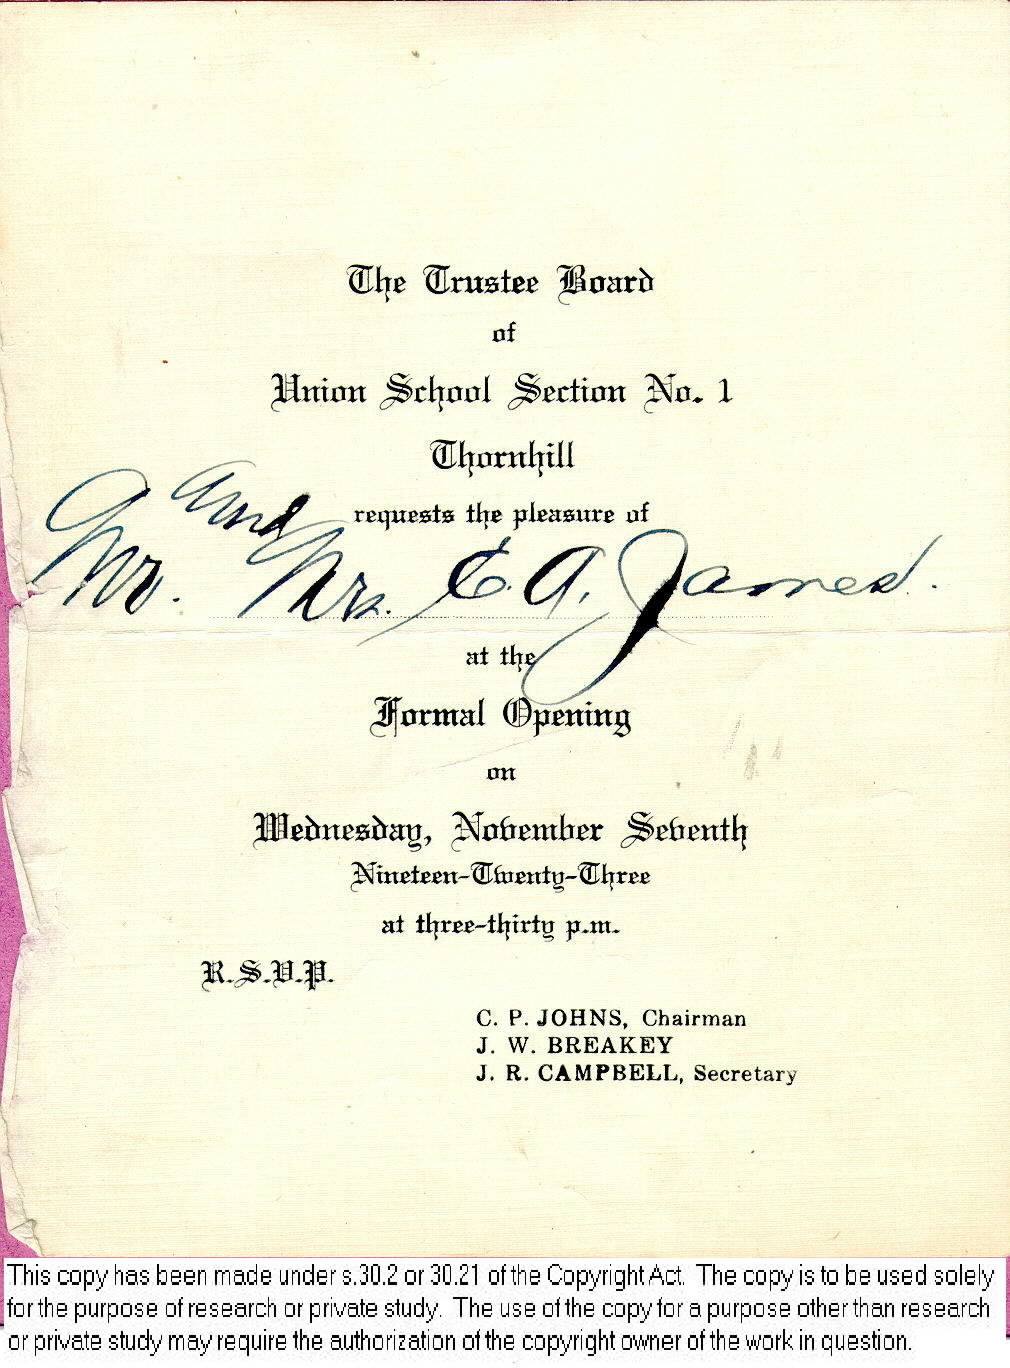 The Trustee Board
of
Union School Section No. 1
Thornhill
requests the pleasure of
Mr. and Mrs. C. A. James.
at the
Formal Opening
on
Wednesday, November Seventh
Nineteen-Twenty-Three
at three-thirty p.m.
R.S.V.P.
C. P. JOHNS, Chairman
J. W. BREAKEY
J. R. CAMPBELL, Secretary
This copy has been made under s.30.2 or 30.21 of the Copyright Act. The copy is to be used solely
for the purpose of research or private study. The use of the copy for a purpose other than research
or private study may require the authorization of the copyright owner of the work in question.